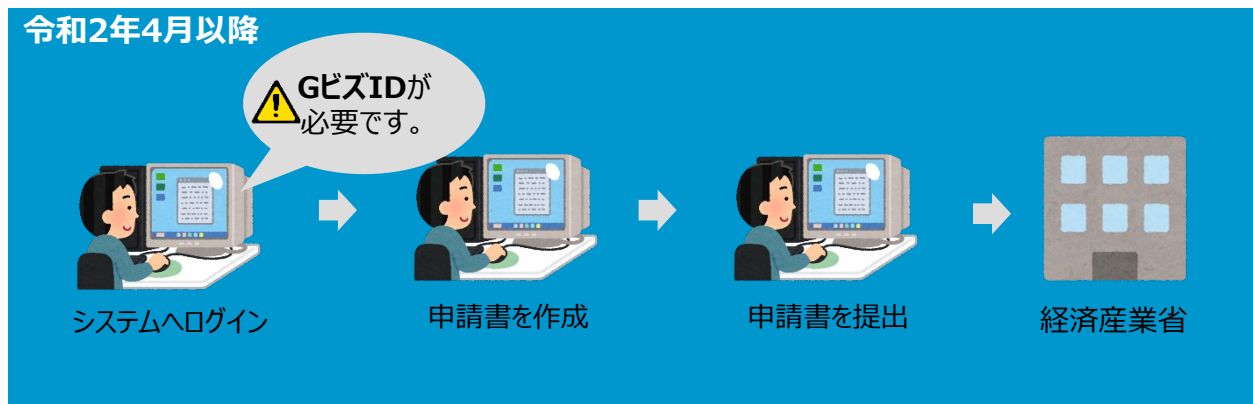 令和2年4月以降
GビズIDが
必要です。
システムへログイン
申請書を作成
申請書を提出
経済産業省